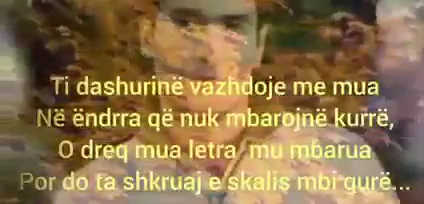 Ti dashurinë vazhdoje me mua
Në ëndrra që nuk mbarojnë kurrë,
O dreq mua letra mu mbarua
Por do ta shkruaj e skalis mbi gurë...